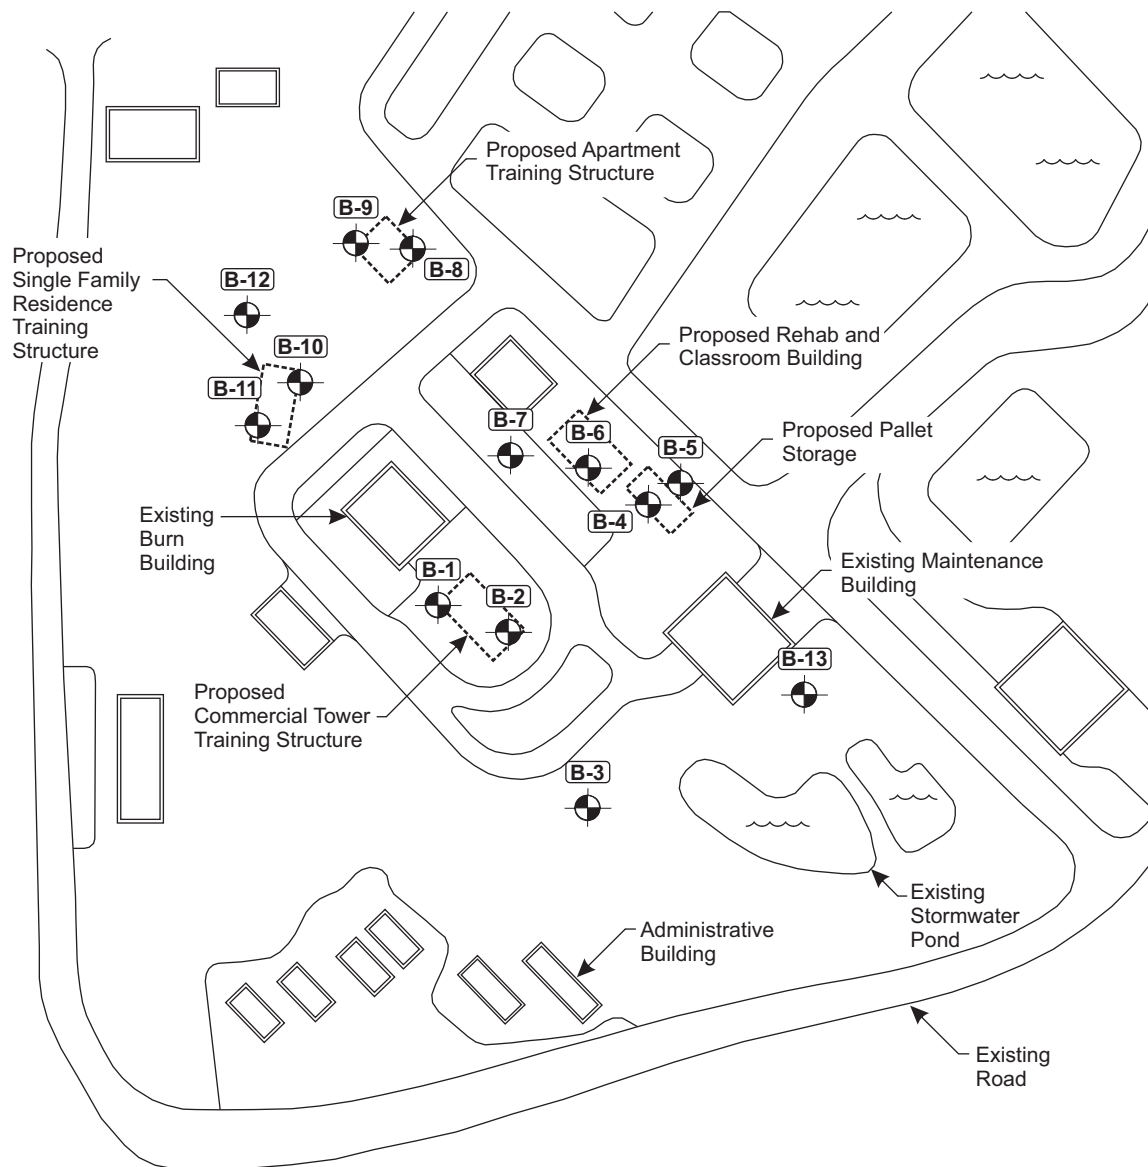 Proposed Apartment
Training Structure
B-9
B-8
Proposed
Single Family
Residence
Training
Structure
B-12
B-10
B-11
Proposed Rehab and
Classroom Building
B-7
B-6
B-5
Proposed Pallet
Storage
B-4
Existing
Burn
Building
B-1
B-2
Existing Maintenance
Building
B-13
Proposed
Commercial Tower
Training Structure
B-3
Existing
Stormwater
Pond
Administrative
Building
Existing
Road